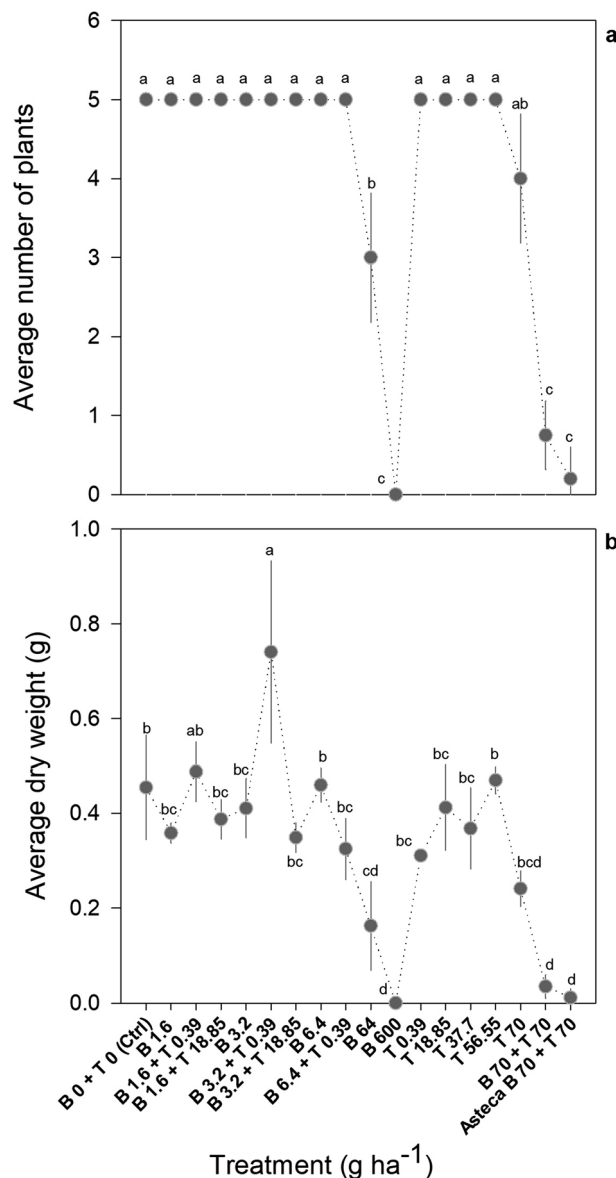 a
6
5
4
3
2
1
0
Average number of plants
a a a a a a a a a b c a a a a ab c c
b
1.0
0.8
0.6
0.4
0.2
0.0
Average dry weight (g)
b bc ab bc bc a bc b bc cd d bc bc bc b bcd d d
B 0 + T 0 (Ctrl)
B 1.6
B 1.6 + T 0.39
B 1.6 + T 18.85
B 3.2
B 3.2 + T 0.39
B 3.2 + T 18.85
B 6.4
B 6.4 + T 0.39
B 64
B 600
T 0.39
T 18.85
T 37.7
T 56.55
T 70
B 70 + T 70
Asteca B 70 + T 70
Treatment (g ha⁻¹)